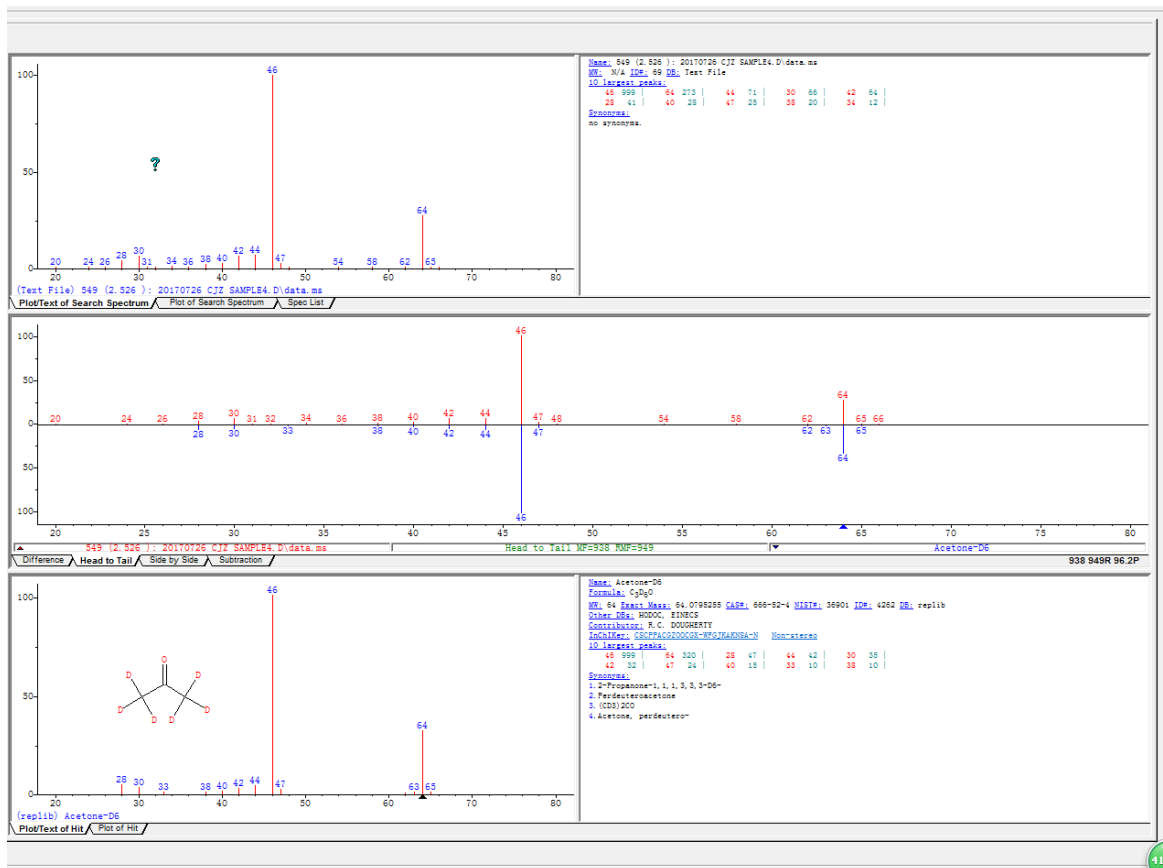 100
50
0
46
64
?
20 24 26 28 30 31 34 36 38 40 42 44 47 54 58 62 65
20 30 40 50 60 70 80
(Text File) 549 (2.526 ): 20170726 CJZ SAMPLE4.D\data.ms
Plot/Text of Search Spectrum Plot of Search Spectrum Spec List
Name: 549 (2.526 ): 20170726 CJZ SAMPLE4.D\data.ms
MW: N/A ID#: 69 DB: Text File
10 largest peaks:
46 999 | 64 273 | 44 71 | 30 66 | 42 64 |
28 41 | 40 28 | 47 25 | 38 20 | 34 12 |
Synonyms:
no synonyms.
100
50
0
50
100
46
64
20 24 26 28 30 31 32 34 36 38 40 42 44 47 48 54 58 62 65 66
28 30 33 38 40 42 44 47 62 63 65
64
46
20 25 30 35 40 45 50 55 60 65 70 75 80
549 (2.526 ): 20170726 CJZ SAMPLE4.D\data.ms Head to Tail MF=938 RMF=949 Acetone-D6
Difference Head to Tail Side by Side Subtraction 938 949R 96.2P
100
50
0
46
64
O
D D
D D D D
28 30 33 38 40 42 44 47 63 65
20 30 40 50 60 70 80
(replib) Acetone-D6
Plot/Text of Hit Plot of Hit
Name: Acetone-D6
Formula: C3D6O
MW: 64 Exact Mass: 64.0795255 CAS#: 666-52-4 NIST#: 36901 ID#: 4262 DB: replib
Other DBs: HODOC, EINECS
Contributor: R.C. DOUGHERTY
InChIKey: CSCPPACGZOOCGX-WFGJKAKNSA-N Non-stereo
10 largest peaks:
46 999 | 64 320 | 28 47 | 44 42 | 30 35 |
42 32 | 47 24 | 40 15 | 33 10 | 38 10 |
Synonyms:
1. 2-Propanone-1,1,1,3,3,3-D6-
2. Perdeuteroacetone
3. (CD3)2CO
4. Acetone, perdeutero-
41